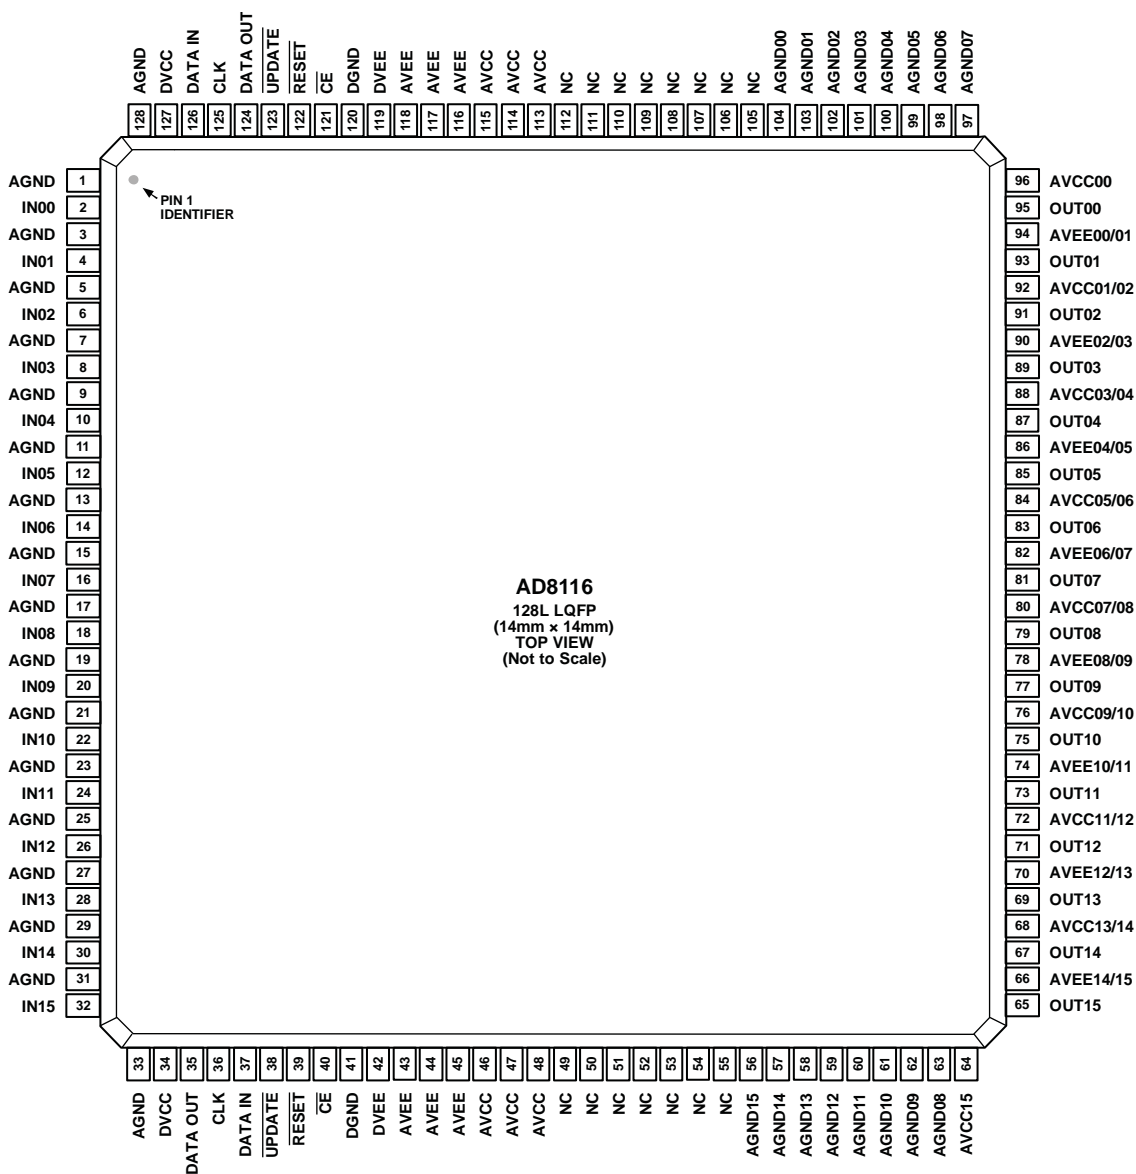 AGND
DVCC
DATA IN
CLK
DATA OUT
UPDATE
RESET
CE
DGND
DVEE
AVEE
AVEE
AVEE
AVCC
AVCC
AVCC
NC
NC
NC
NC
NC
NC
NC
NC
AGND00
AGND01
AGND02
AGND03
AGND04
AGND05
AGND06
AGND07
128
127
126
125
124
123
122
121
120
119
118
117
116
115
114
113
112
111
110
109
108
107
106
105
104
103
102
101
100
99
98
97
AGND 1
IN00 2
AGND 3
IN01 4
AGND 5
IN02 6
AGND 7
IN03 8
AGND 9
IN04 10
AGND 11
IN05 12
AGND 13
IN06 14
AGND 15
IN07 16
AGND 17
IN08 18
AGND 19
IN09 20
AGND 21
IN10 22
AGND 23
IN11 24
AGND 25
IN12 26
AGND 27
IN13 28
AGND 29
IN14 30
AGND 31
IN15 32
PIN 1
IDENTIFIER
AD8116
128L LQFP
(14mm × 14mm)
TOP VIEW
(Not to Scale)
96 AVCC00
95 OUT00
94 AVEE00/01
93 OUT01
92 AVCC01/02
91 OUT02
90 AVEE02/03
89 OUT03
88 AVCC03/04
87 OUT04
86 AVEE04/05
85 OUT05
84 AVCC05/06
83 OUT06
82 AVEE06/07
81 OUT07
80 AVCC07/08
79 OUT08
78 AVEE08/09
77 OUT09
76 AVCC09/10
75 OUT10
74 AVEE10/11
73 OUT11
72 AVCC11/12
71 OUT12
70 AVEE12/13
69 OUT13
68 AVCC13/14
67 OUT14
66 AVEE14/15
65 OUT15
33
34
35
36
37
38
39
40
41
42
43
44
45
46
47
48
49
50
51
52
53
54
55
56
57
58
59
60
61
62
63
64
AGND
DVCC
DATA OUT
CLK
DATA IN
UPDATE
RESET
CE
DGND
DVEE
AVEE
AVEE
AVEE
AVCC
AVCC
AVCC
NC
NC
NC
NC
NC
NC
NC
AGND15
AGND14
AGND13
AGND12
AGND11
AGND10
AGND09
AGND08
AVCC15